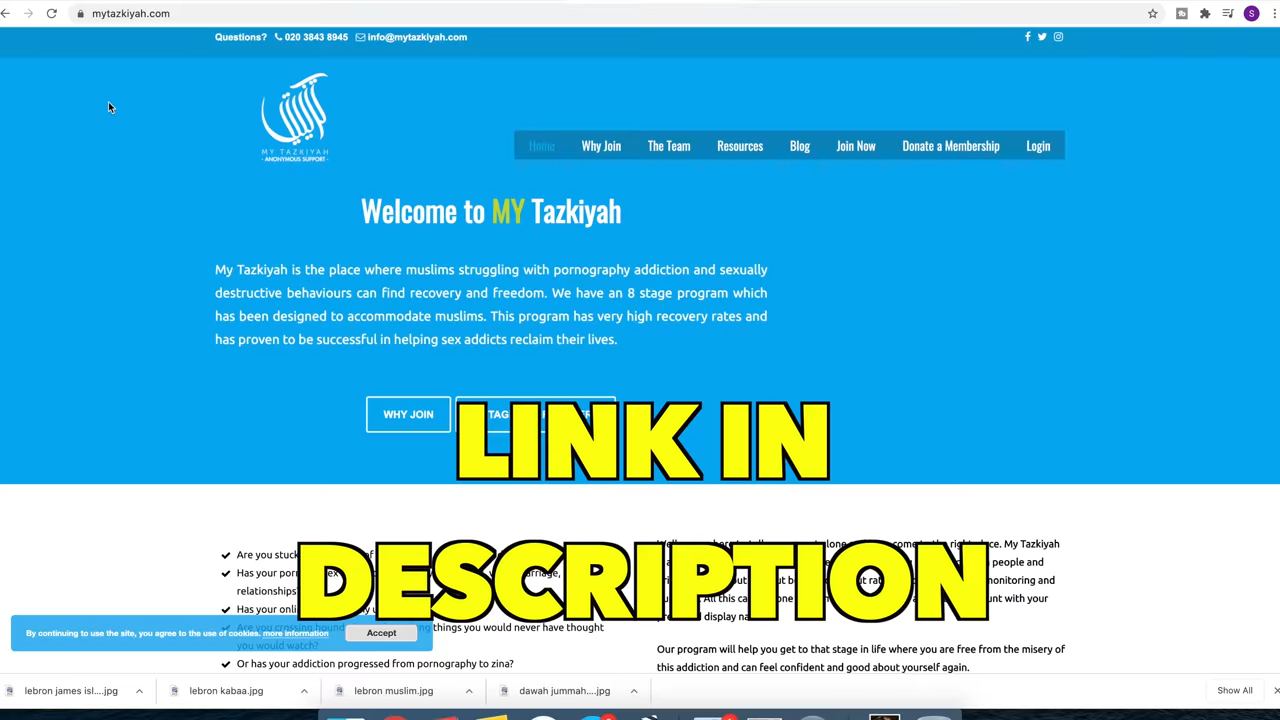 mytazkiyah.com
S
Questions? 020 3843 8945 info@mytazkiyah.com
MY TAZKIYAH
- ANONYMOUS SUPPORT -
Home Why Join The Team Resources Blog Join Now Donate a Membership Login
Welcome to MY Tazkiyah
My Tazkiyah is the place where muslims struggling with pornography addiction and sexually
destructive behaviours can find recovery and freedom. We have an 8 stage program which
has been designed to accommodate muslims. This program has very high recovery rates and
has proven to be successful in helping sex addicts reclaim their lives.
WHY JOIN
LINK IN
DESCRIPTION
Are you stuck
Has your
relationships
Has your online
things you would never have thought
you would watch?
Or has your addiction progressed from pornography to zina?
people and
monitoring and
with your
display
Our program will help you get to that stage in life where you are free from the misery of
this addiction and can feel confident and good about yourself again.
By continuing to use the site, you agree to the use of cookies. more information Accept
lebron james isl....jpg lebron kabaa.jpg lebron muslim.jpg dawah jummah....jpg Show All